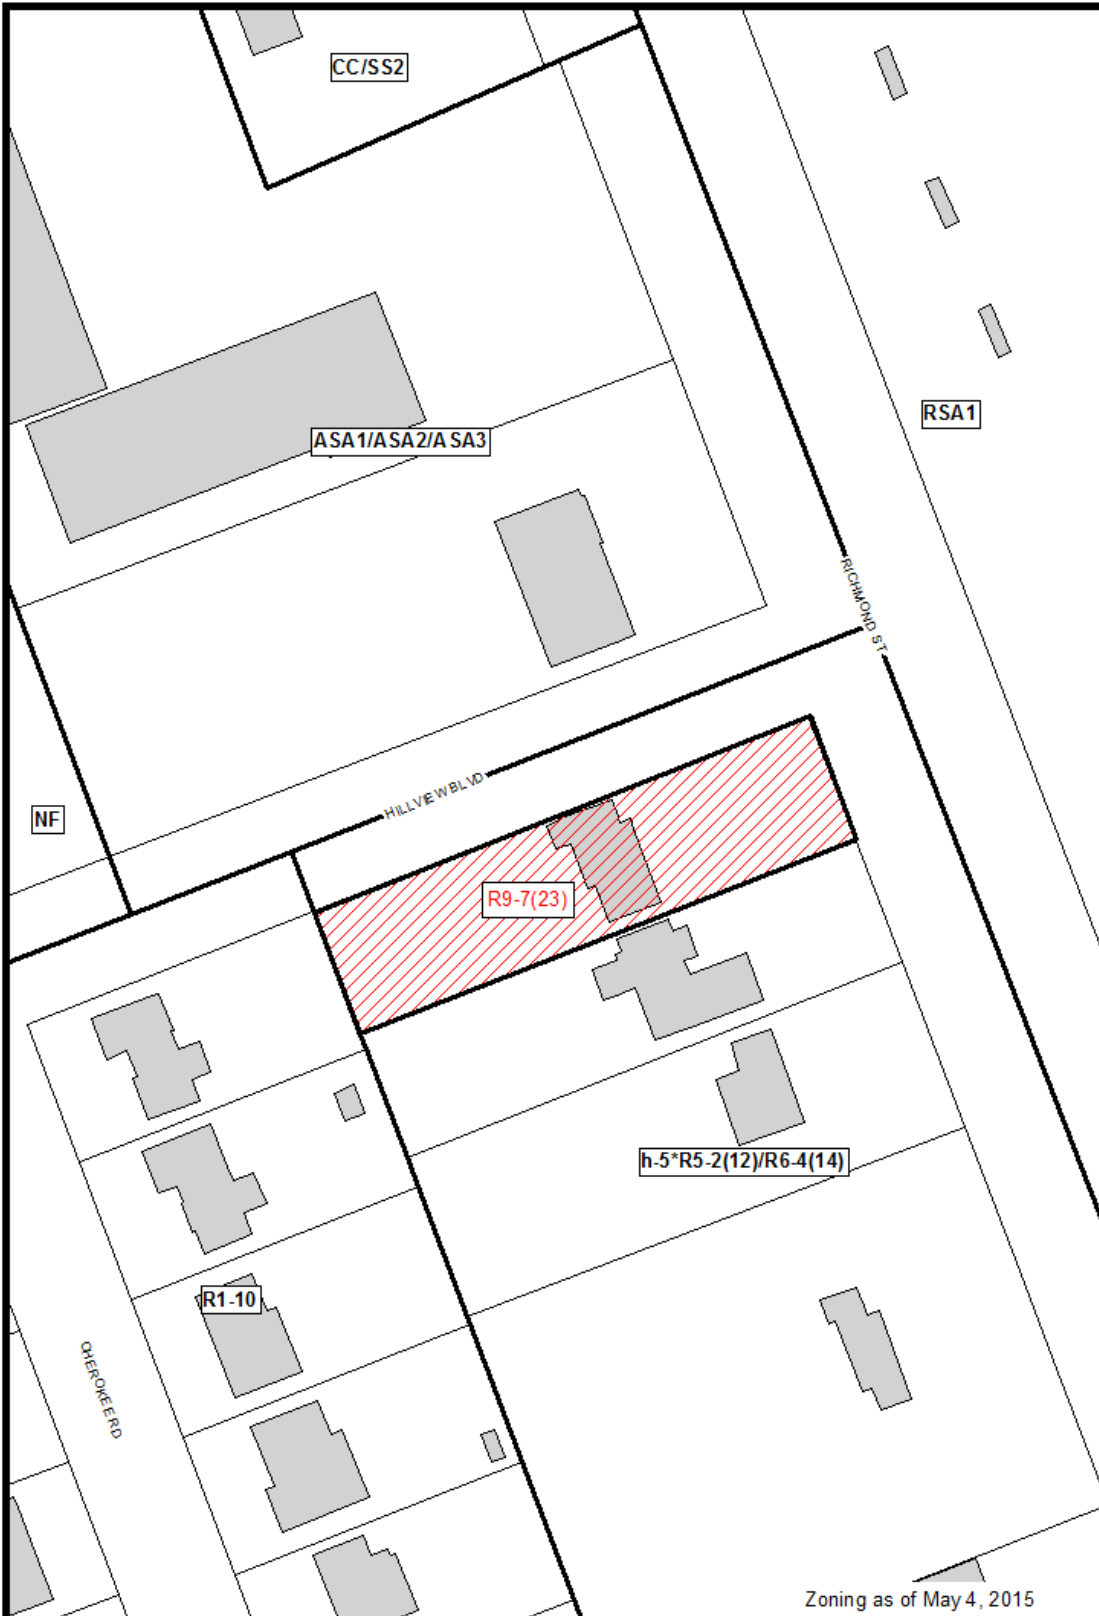 CC/SS2
RSA1
ASA1/ASA2/ASA3
RICHMOND ST
HILLVIEW BLVD
NF
R9-7(23)
h-5*R5-2(12)/R6-4(14)
R1-10
CHEROKEE RD
Zoning as of May 4, 2015